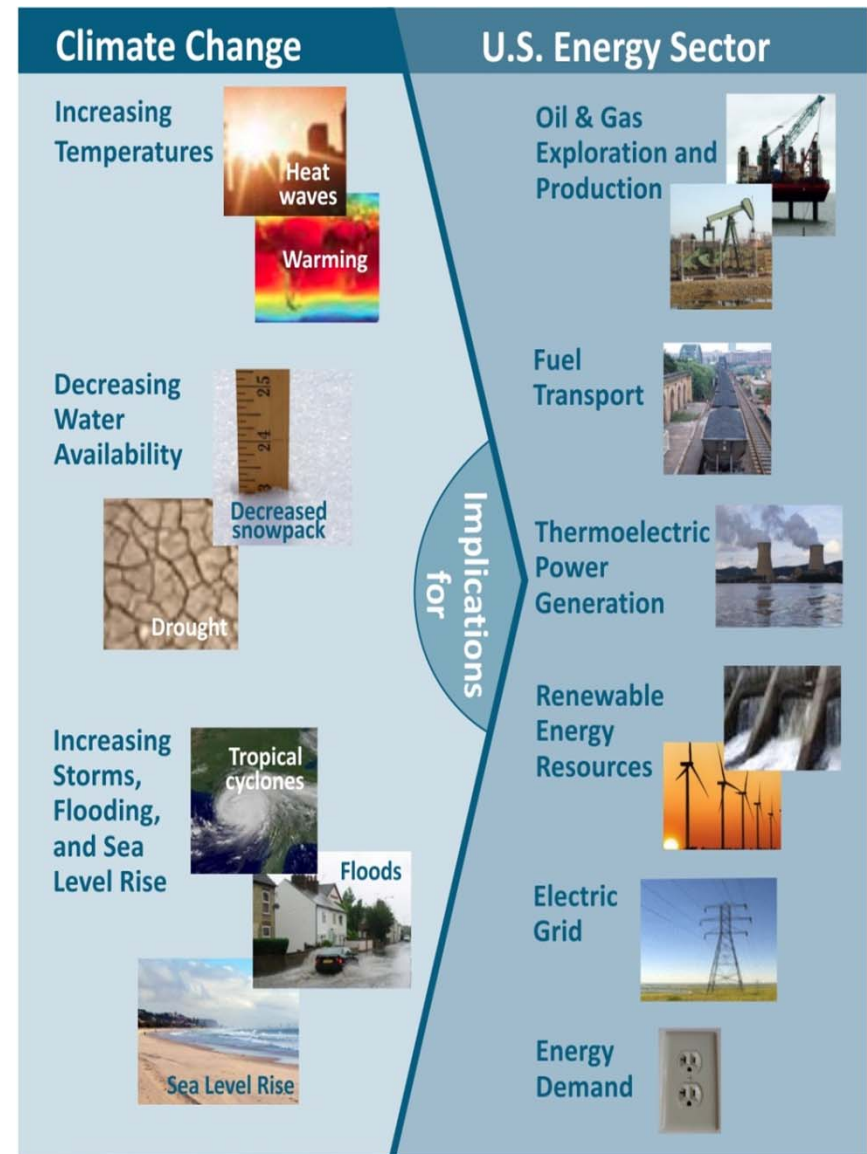 Climate Change
Increasing
Temperatures
Heat
waves
Warming
Decreasing
Water
Availability
25
24
Decreased
snowpack
Drought
Increasing
Storms,
Flooding,
and Sea
Level Rise
Tropical
cyclones
Floods
Sea Level Rise
Implications
for
U.S. Energy Sector
Oil & Gas
Exploration and
Production
Fuel
Transport
Thermoelectric
Power
Generation
Renewable
Energy
Resources
Electric
Grid
Energy
Demand